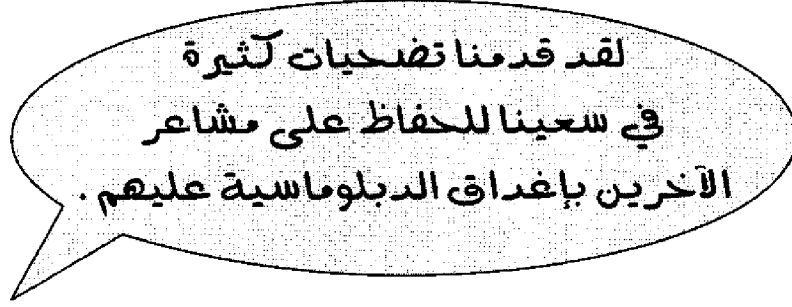 لقد قدمنا تضحيات كثيرة
في سعينا للحفاظ على مشاعر
الآخرين بإغداق الدبلوماسية عليهم.